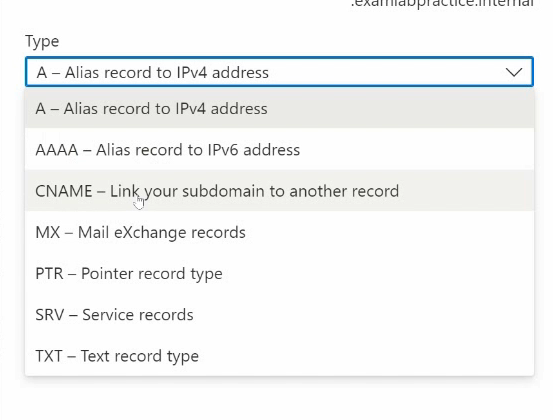 .examlabpractice.internal
Type
A – Alias record to IPv4 address
A – Alias record to IPv4 address
AAAA – Alias record to IPv6 address
CNAME – Link your subdomain to another record
MX – Mail eXchange records
PTR – Pointer record type
SRV – Service records
TXT – Text record type